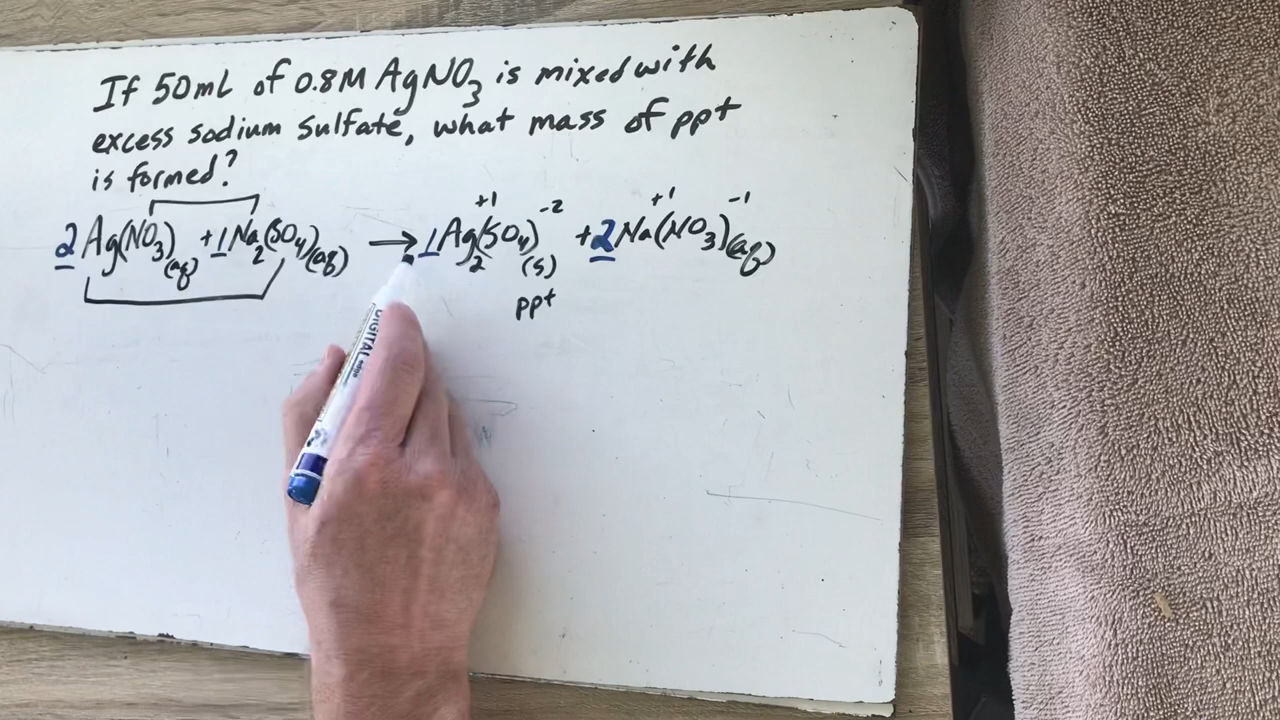 If 50mL of 0.8M AgNO3 is mixed with
excess sodium sulfate, what mass of ppt
is formed?
+1 -2 +1 -1
2 Ag(NO3)(aq) + 1 Na2(SO4)(aq) → 1 Ag2(SO4)(s) + 2 Na(NO3)(aq)
ppt
DIGITAL